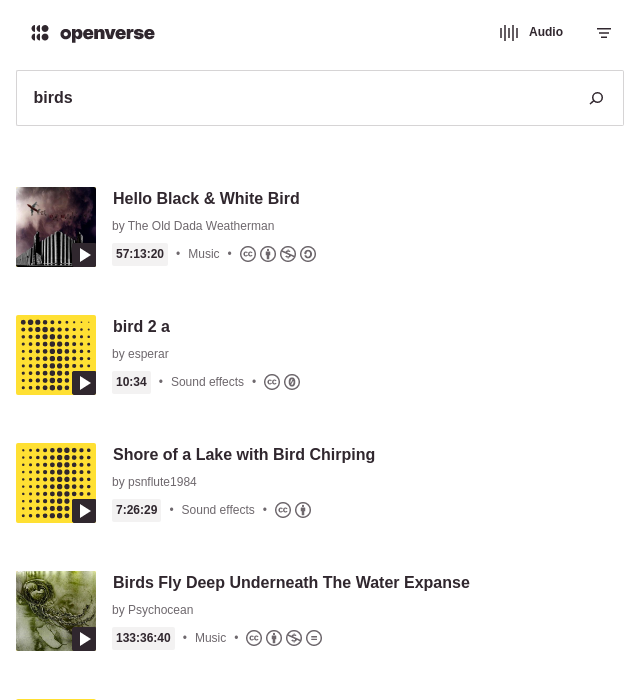 openverse
Audio
birds
Hello Black & White Bird
by The Old Dada Weatherman
57:13:20 • Music •
bird 2 a
by esperar
10:34 • Sound effects •
Shore of a Lake with Bird Chirping
by psnflute1984
7:26:29 • Sound effects •
Birds Fly Deep Underneath The Water Expanse
by Psychocean
133:36:40 • Music •